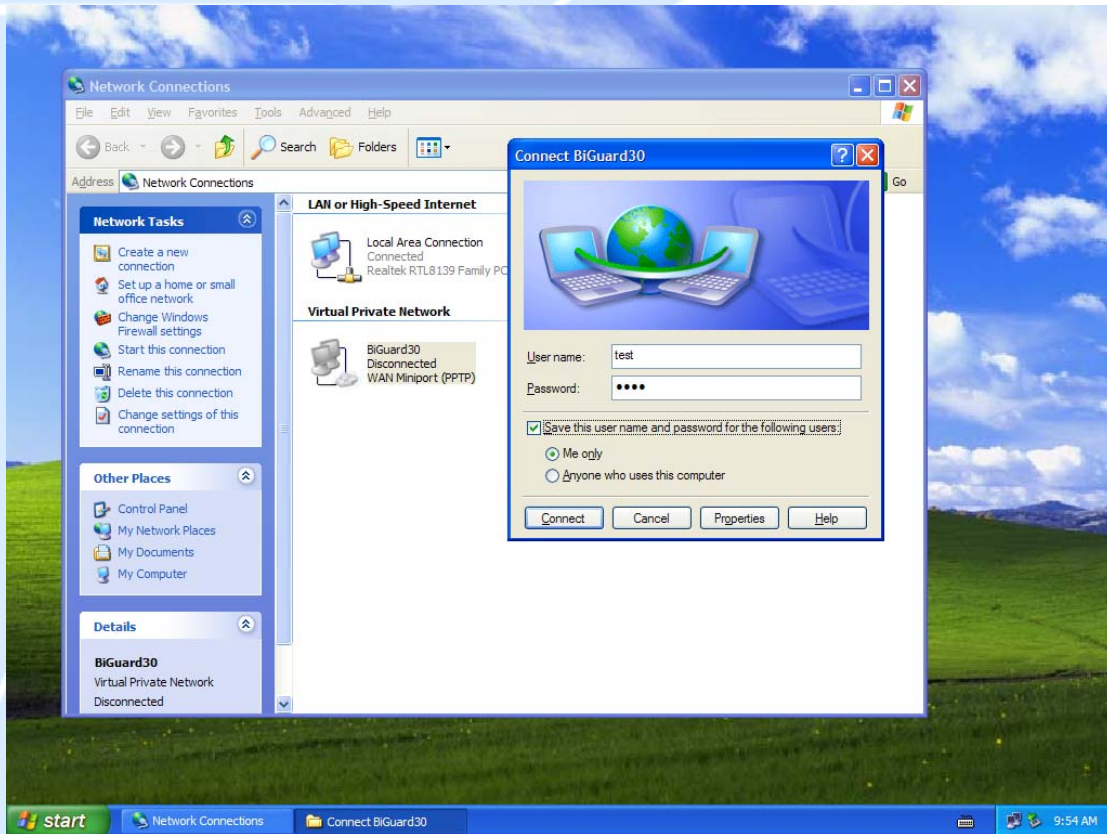 Network Connections
File Edit View Favorites Tools Advanced Help
Back Search Folders
Address Network Connections Go
Network Tasks
Create a new
connection
Set up a home or small
office network
Change Windows
Firewall settings
Start this connection
Rename this connection
Delete this connection
Change settings of this
connection
Other Places
Control Panel
My Network Places
My Documents
My Computer
Details
BiGuard30
Virtual Private Network
Disconnected
LAN or High-Speed Internet
Local Area Connection
Connected
Realtek RTL8139 Family PC
Virtual Private Network
BiGuard30
Disconnected
WAN Miniport (PPTP)
Connect BiGuard30
User name: test
Password: ••••
Save this user name and password for the following users:
Me only
Anyone who uses this computer
Connect Cancel Properties Help
start Network Connections Connect BiGuard30 9:54 AM